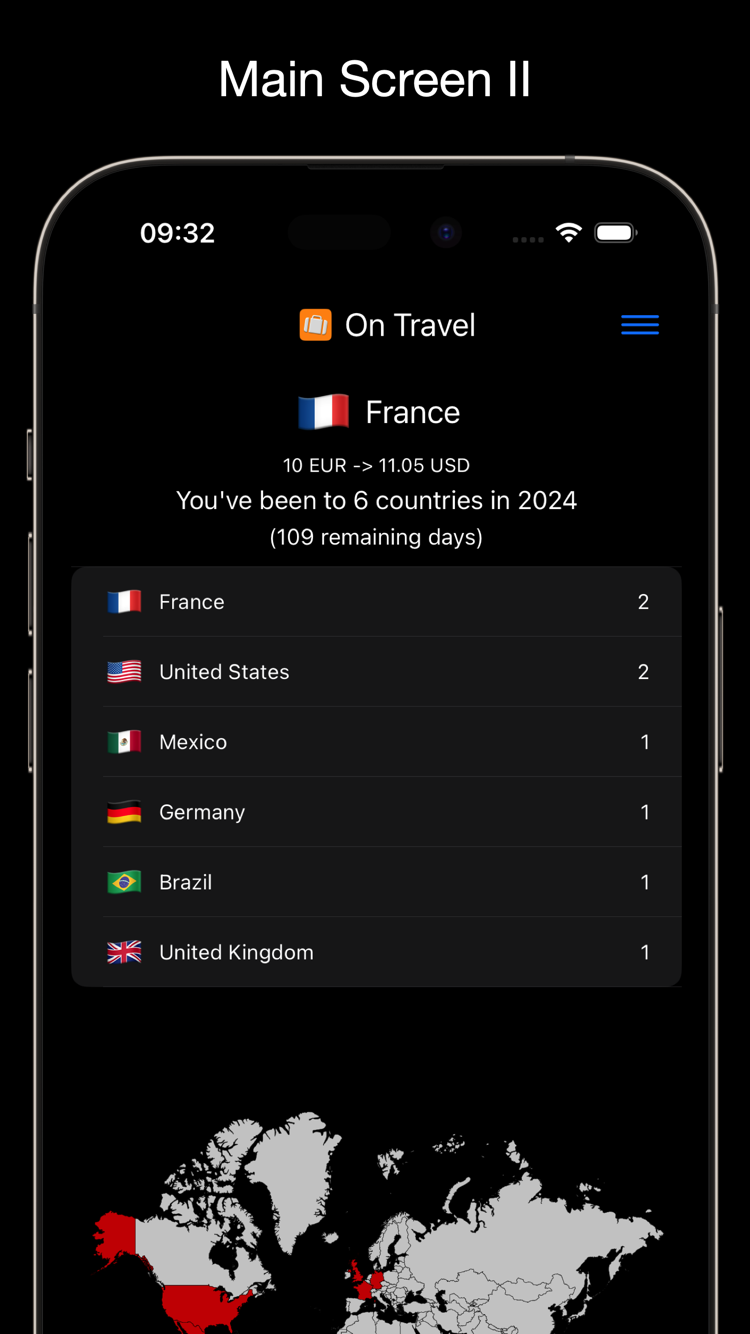 Main Screen II
09:32
On Travel
France
10 EUR -> 11.05 USD
You've been to 6 countries in 2024
(109 remaining days)
France 2
United States 2
Mexico 1
Germany 1
Brazil 1
United Kingdom 1